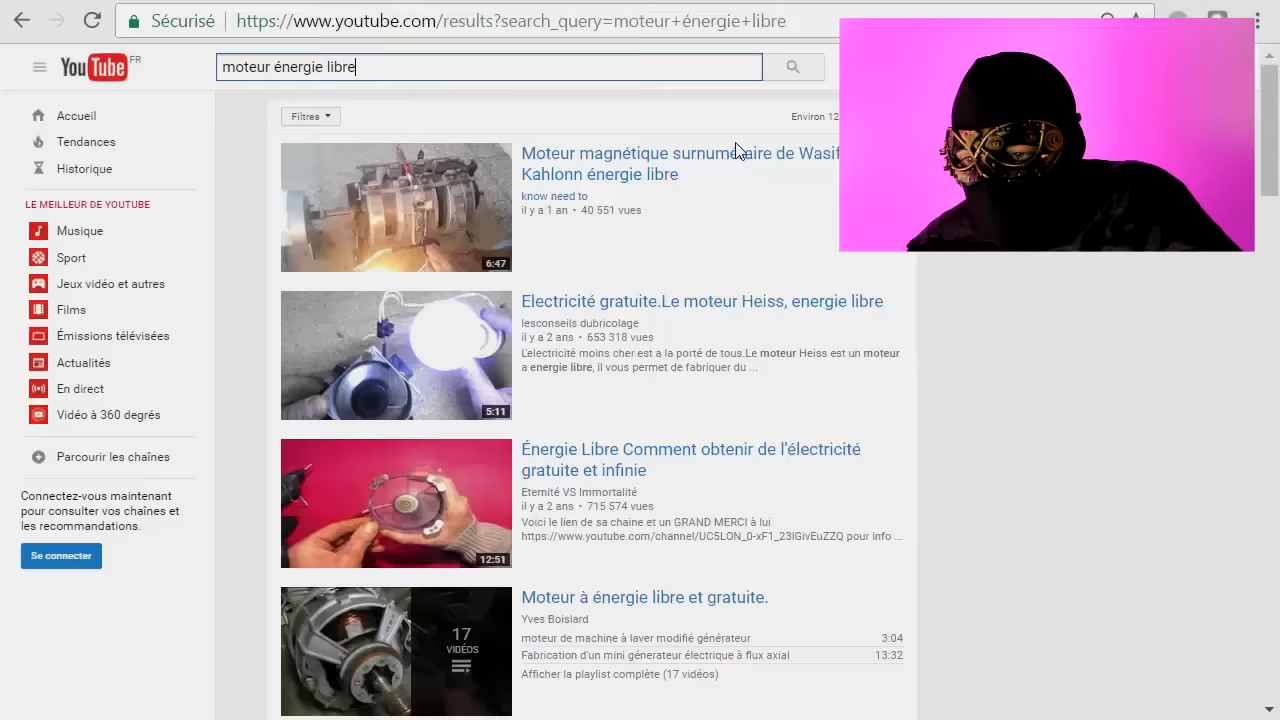 Sécurisé https://www.youtube.com/results?search_query=moteur+énergie+libre
YouTube FR
moteur énergie libre
Accueil
Tendances
Historique
LE MEILLEUR DE YOUTUBE
Musique
Sport
Jeux vidéo et autres
Films
Émissions télévisées
Actualités
En direct
Vidéo à 360 degrés
Parcourir les chaînes
Connectez-vous maintenant
pour consulter vos chaînes et
les recommandations.
Se connecter
Filtres
Environ 12
6:47
Moteur magnétique surnuméraire de Wasif
Kahlonn énergie libre
know need to
il y a 1 an • 40 551 vues
5:11
Electricité gratuite.Le moteur Heiss, energie libre
lesconseils dubricolage
il y a 2 ans • 653 318 vues
L'electricité moins cher est a la porté de tous.Le moteur Heiss est un moteur
a energie libre, il vous permet de fabriquer du ...
12:51
Énergie Libre Comment obtenir de l'électricité
gratuite et infinie
Eternité VS Immortalité
il y a 2 ans • 715 574 vues
Voici le lien de sa chaine et un GRAND MERCI à lui
https://www.youtube.com/channel/UC5LON_0-xF1_23IGivEuZZQ pour info ...
17
VIDÉOS
Moteur à énergie libre et gratuite.
Yves Boislard
moteur de machine à laver modifié générateur 3:04
Fabrication d'un mini génerateur électrique à flux axial 13:32
Afficher la playlist complète (17 vidéos)